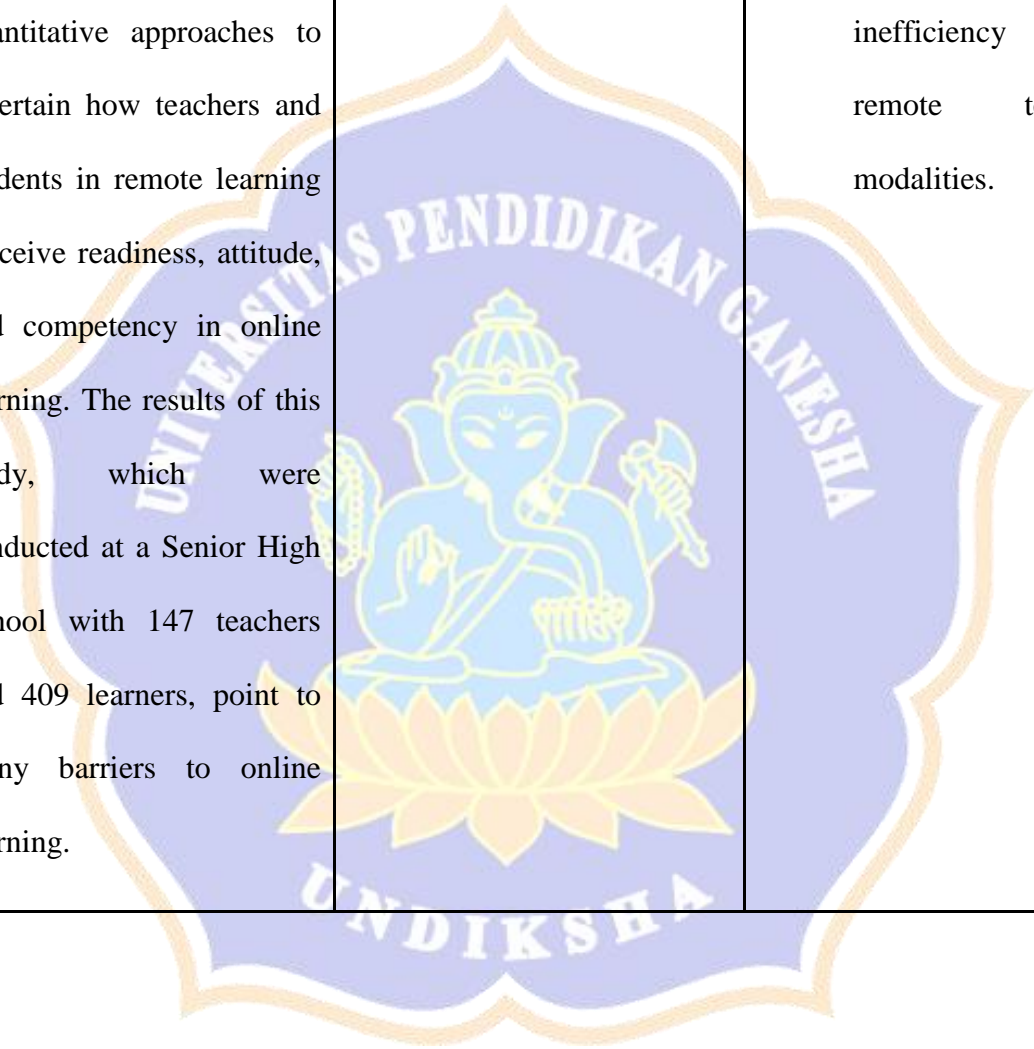 antitative approaches to
ertain how teachers and
dents in remote learning
ceive readiness, attitude,
d competency in online
rning. The results of this
dy, which were
nducted at a Senior High
hool with 147 teachers
d 409 learners, point to
ny barriers to online
rning.
inefficiency
remote t
modalities.
UNIVERSITAS PENDIDIKAN GANESHA
UNDIKSHA